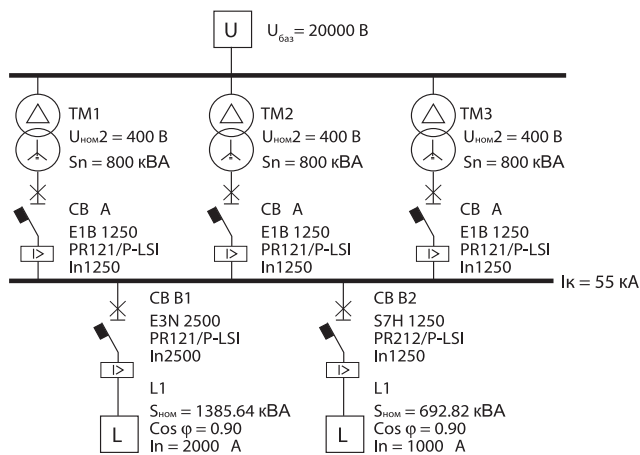 U
U баз = 20000 В
TM1
Uном2 = 400 В
Sn = 800 кВА
TM2
Uном2 = 400 В
Sn = 800 кВА
TM3
Uном2 = 400 В
Sn = 800 кВА
CB A
E1B 1250
PR121/P-LSI
In1250
I>
CB A
E1B 1250
PR121/P-LSI
In1250
I>
CB A
E1B 1250
PR121/P-LSI
In1250
I>
Iк = 55 кА
CB B1
E3N 2500
PR121/P-LSI
In2500
I>
L1
Sном = 1385.64 кВА
Cos φ = 0.90
In = 2000 A
L
CB B2
S7H 1250
PR212/P-LSI
In1250
I>
L1
Sном = 692.82 кВА
Cos φ = 0.90
In = 1000 A
L